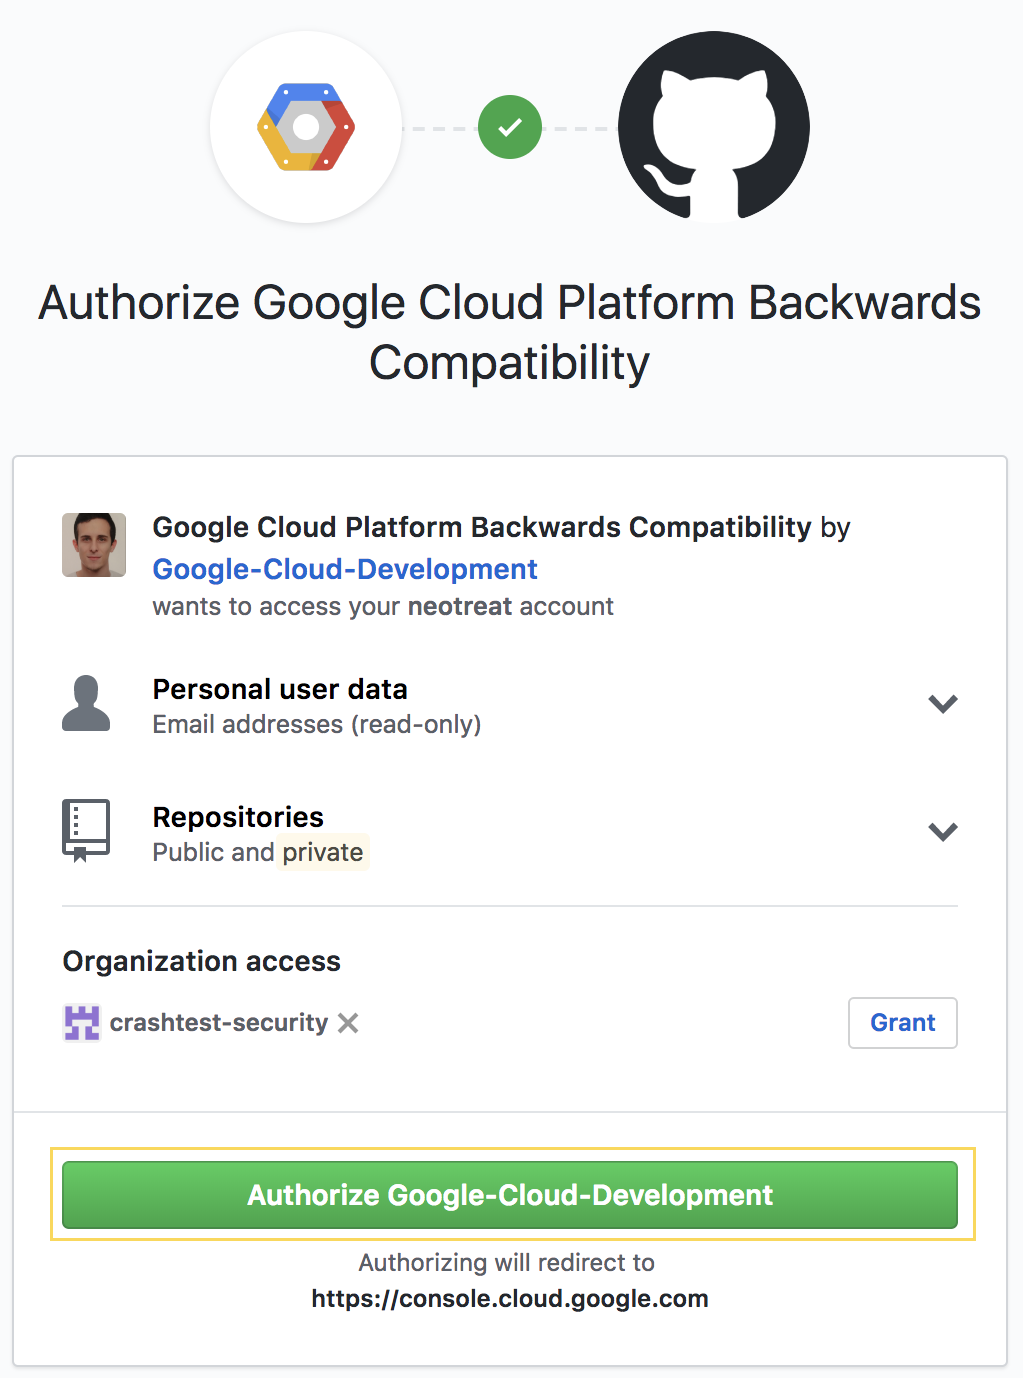 Authorize Google Cloud Platform Backwards
Compatibility
Google Cloud Platform Backwards Compatibility by
Google-Cloud-Development
wants to access your neotreat account
Personal user data
Email addresses (read-only)
Repositories
Public and private
Organization access
crashtest-security
Grant
Authorize Google-Cloud-Development
Authorizing will redirect to
https://console.cloud.google.com